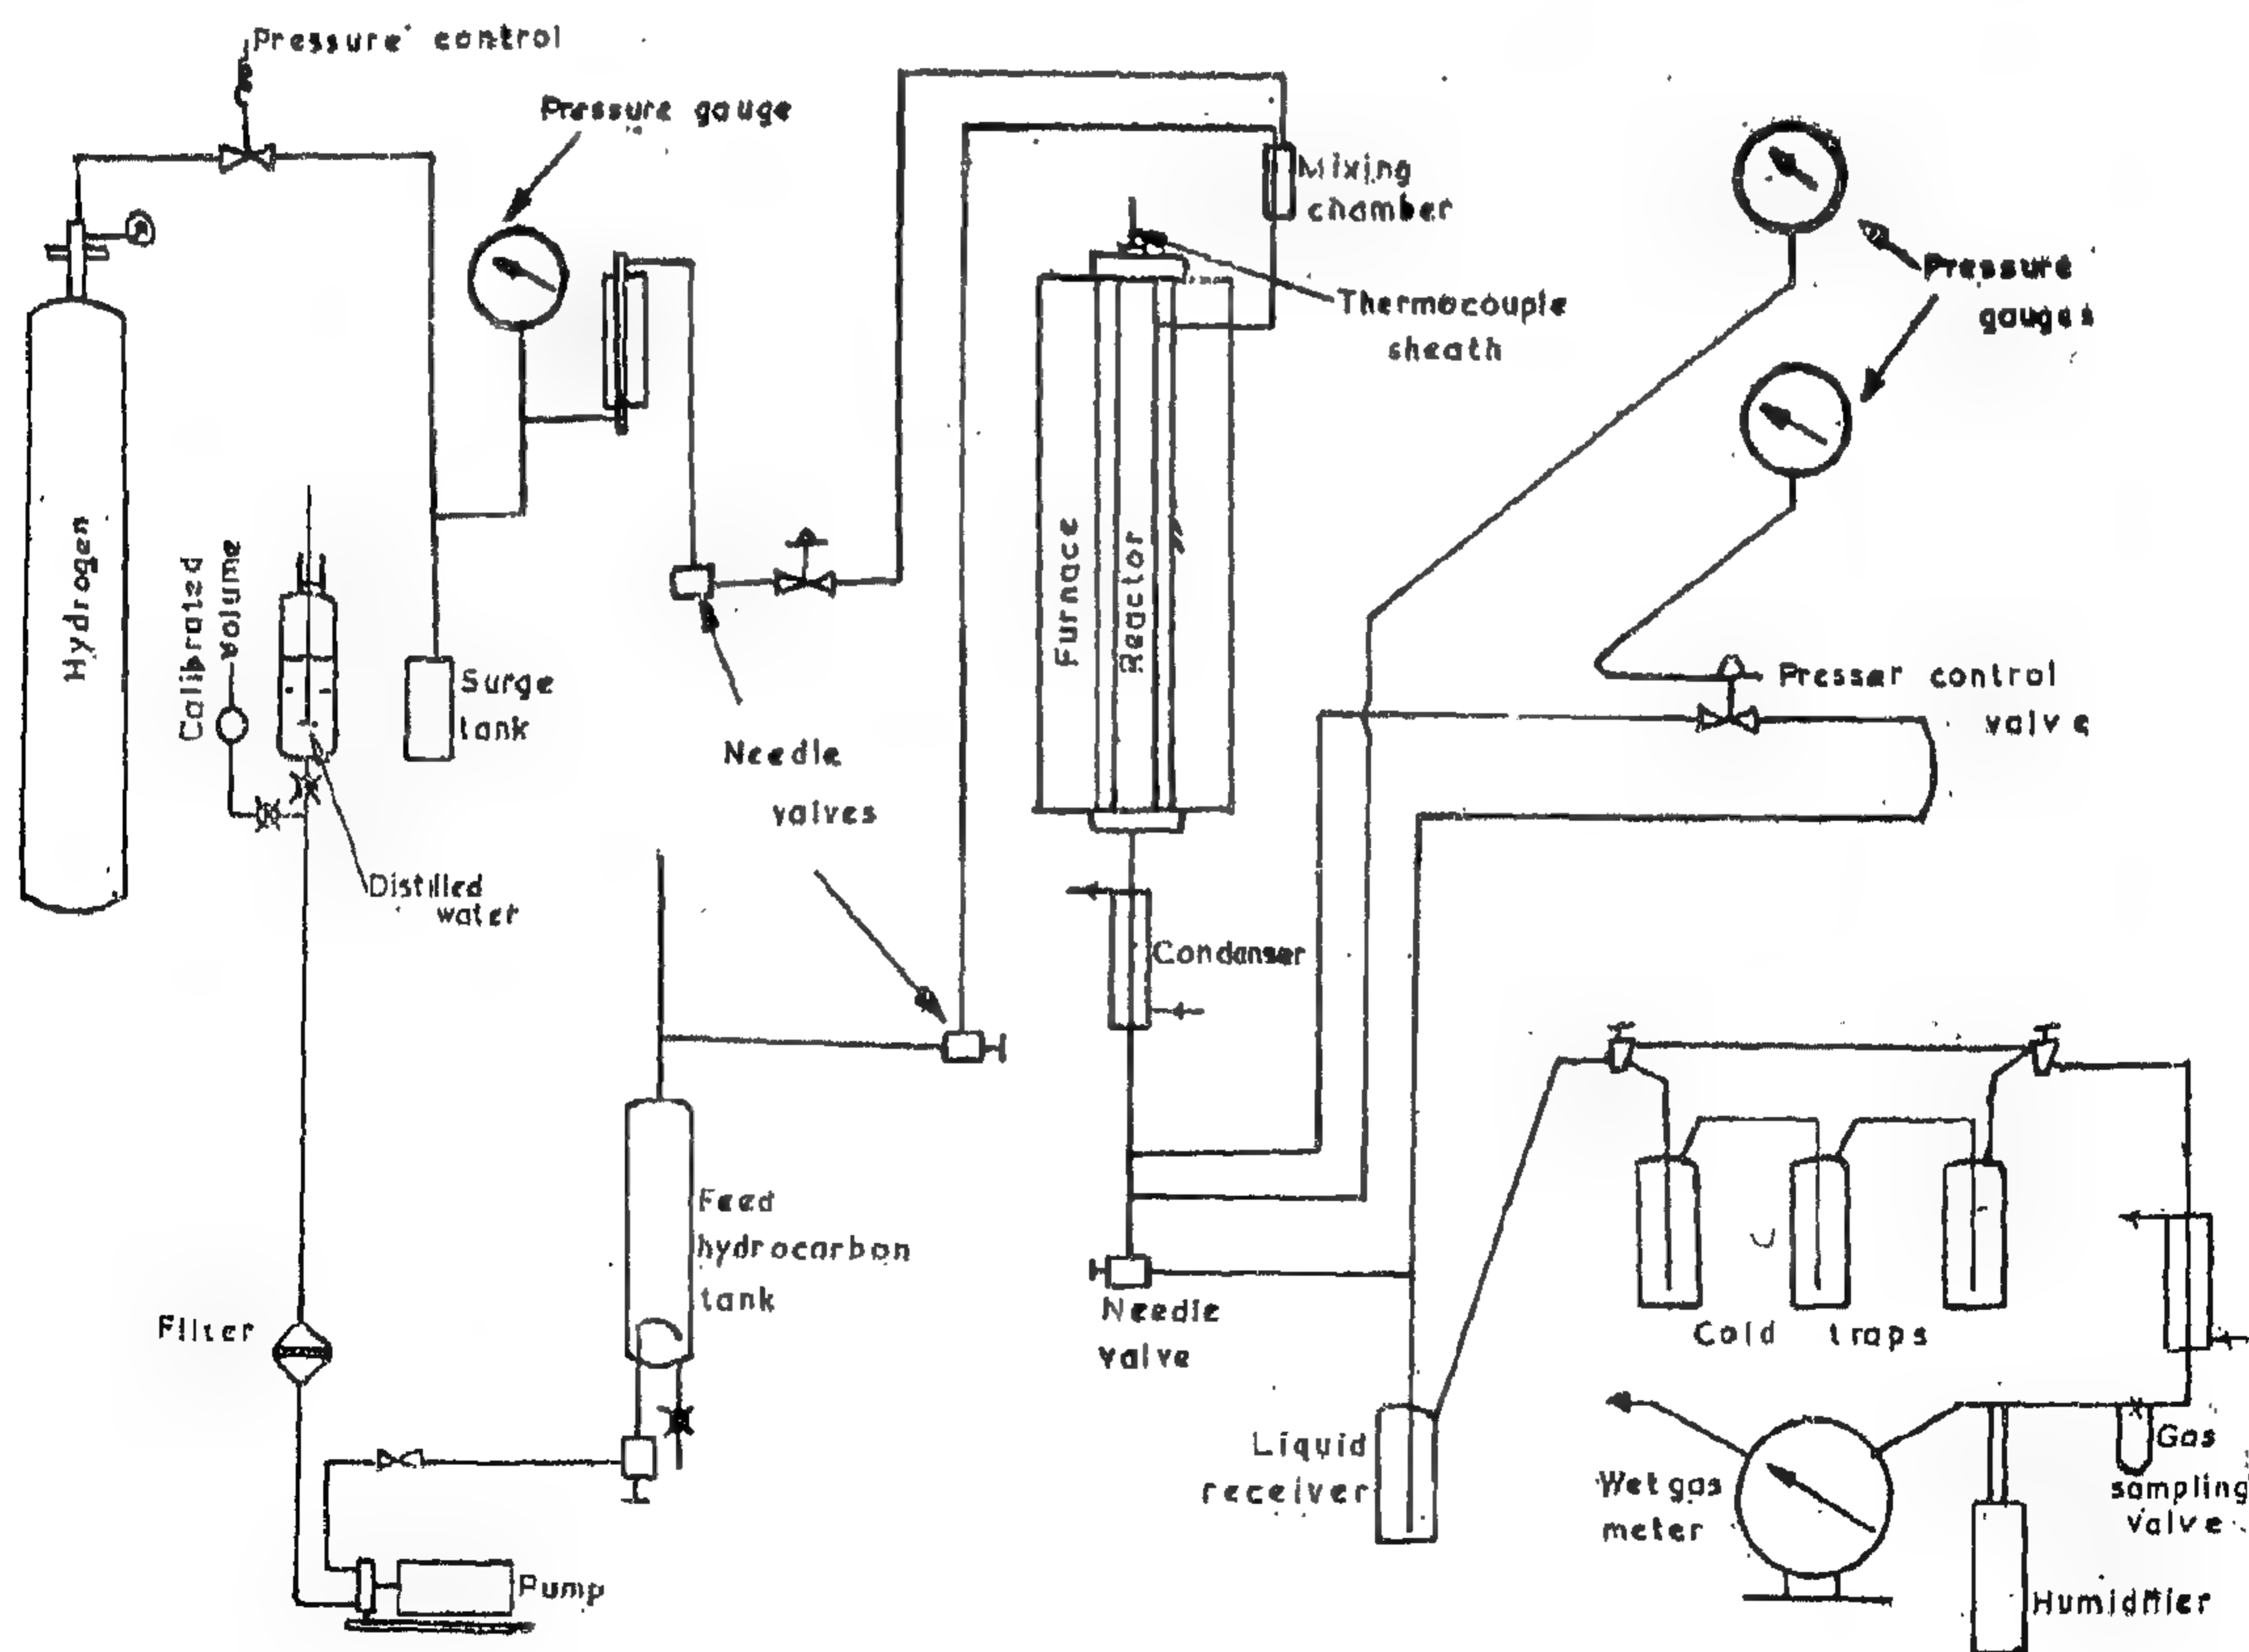 Pressure control
Pressure gauge
Mixing
chamber
Thermocouple
sheath
Pressure
gauges
Hydrogen
Calibrated
volume
Surge
tank
Furnace
Reactor
Needle
valves
Presser control
valve
Distilled
water
Condanser
Feed
hydrocarbon
tank
Filter
Needle
valve
Cold traps
Liquid
receiver
Wet gas
meter
Gas
sampling
valve
Pump
Humidifier